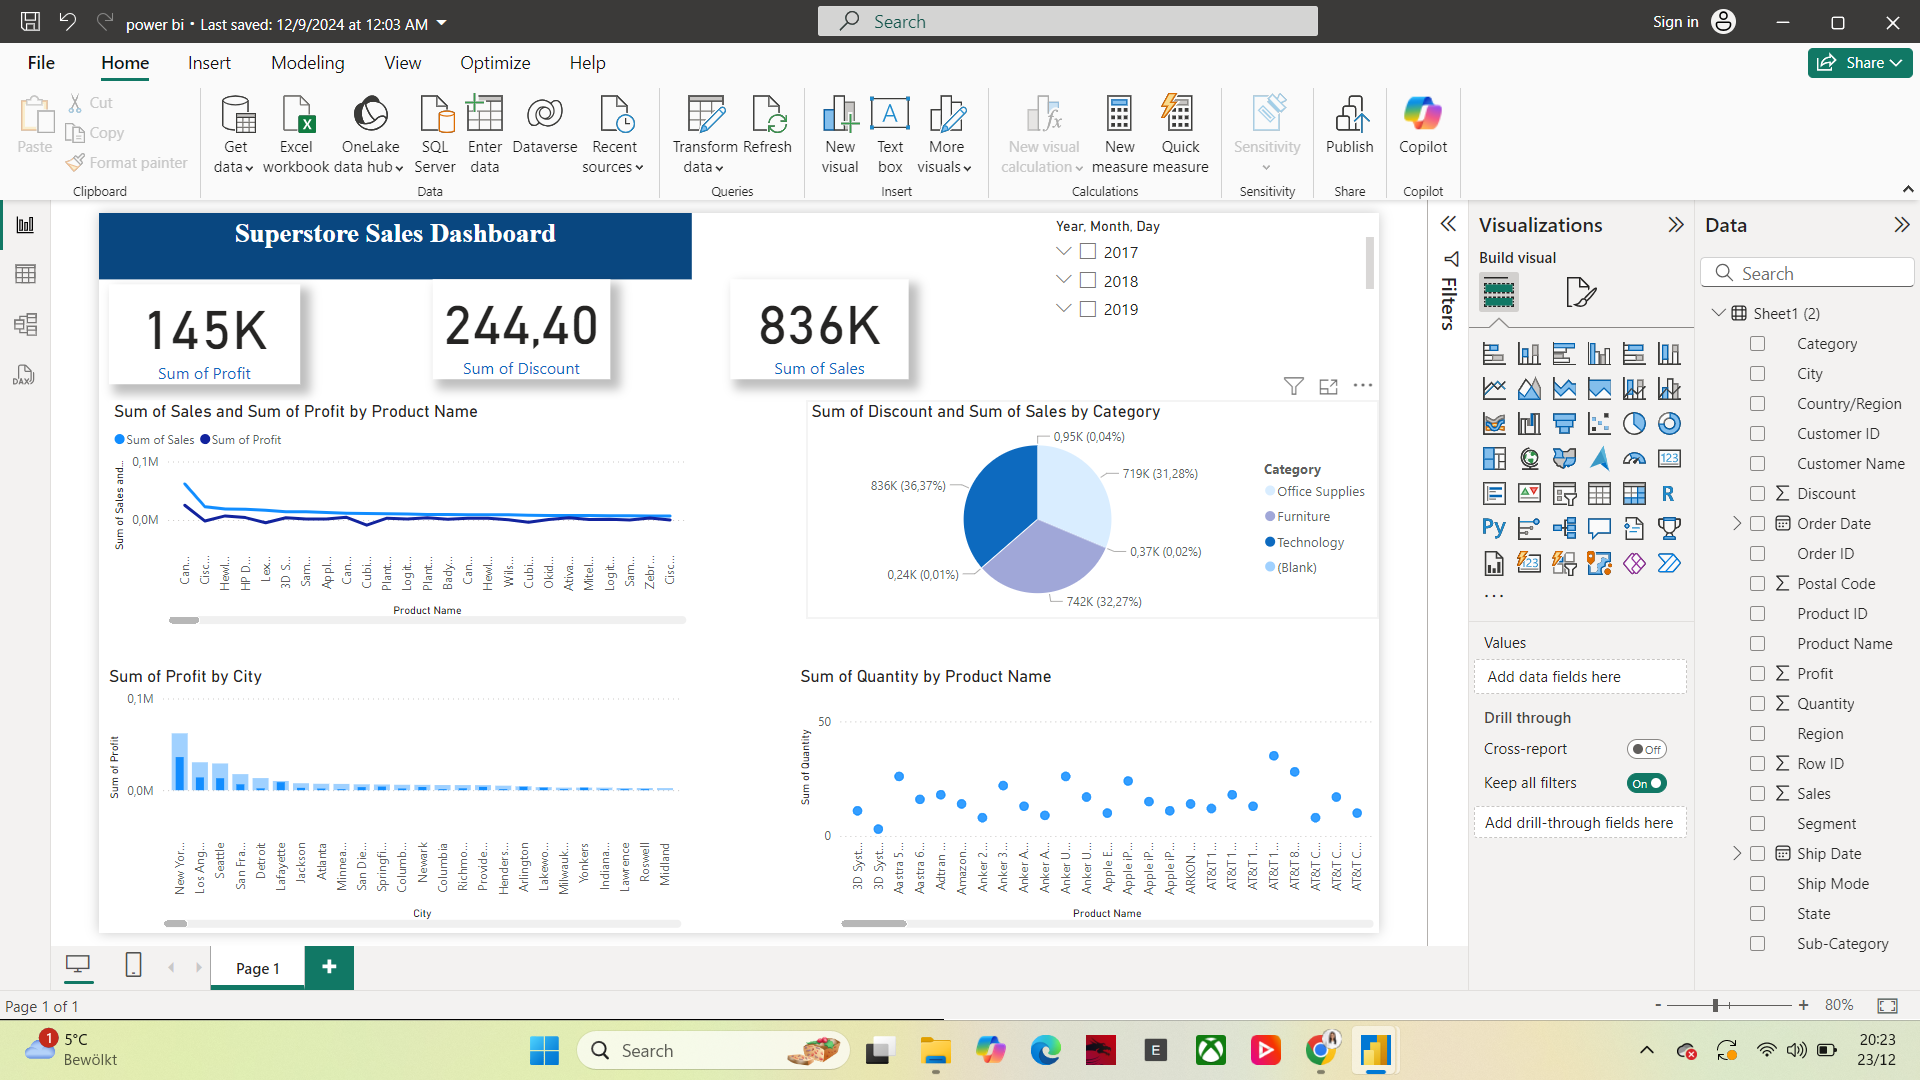 power bi • Last saved: 12/9/2024 at 12:03 AM
Search
Sign in
File
Home
Insert
Modeling
View
Optimize
Help
Share
Paste
Cut
Copy
Format painter
Clipboard
Get data
Excel workbook
OneLake data hub
SQL Server
Enter data
Dataverse
Recent sources
Data
Transform data
Refresh
Queries
New visual
Text box
More visuals
Insert
New visual calculation
New measure
Quick measure
Calculations
Sensitivity
Sensitivity
Publish
Share
Copilot
Copilot
Superstore Sales Dashboard
145K
Sum of Profit
244,40
Sum of Discount
836K
Sum of Sales
Year, Month, Day
2017
2018
2019
Sum of Sales and Sum of Profit by Product Name
Sum of Sales
Sum of Profit
Sum of Sales and...
0,1M
0,0M
Can...
Cisc...
Hewl...
HP D...
Lex...
3D S...
Sam...
Appl...
Can...
Cubi...
Plant...
Logit...
Plant...
Bady...
Can...
Hewl...
Wils...
Cubi...
Okid...
Ativa...
Mitel...
Logit...
Sam...
Zebr...
Cisc...
Product Name
Sum of Discount and Sum of Sales by Category
0,95K (0,04%)
719K (31,28%)
836K (36,37%)
0,37K (0,02%)
0,24K (0,01%)
742K (32,27%)
Category
Office Supplies
Furniture
Technology
(Blank)
Sum of Profit by City
Sum of Profit
0,1M
0,0M
New Yor...
Los Ang...
Seattle
San Fra...
Detroit
Lafayette
Jackson
Atlanta
Minnea...
San Die...
Springfi...
Columb...
Newark
Columbia
Richmo...
Provide...
Henders...
Arlington
Lakewo...
Milwauk...
Yonkers
Indiana...
Lawrence
Roswell
Midland
City
Sum of Quantity by Product Name
Sum of Quantity
50
0
3D Syst...
3D Syst...
Aastra 5...
Aastra 6...
Adtran ...
Amazon...
Anker 2...
Anker 3...
Anker A...
Anker A...
Anker U...
Anker U...
Apple E...
Apple iP...
Apple iP...
Apple iP...
ARKON ...
AT&T 1...
AT&T 1...
AT&T 1...
AT&T 1...
AT&T 8...
AT&T C...
AT&T C...
AT&T C...
Product Name
Filters
Visualizations
Build visual
123
R
Py
123
...
Values
Add data fields here
Drill through
Cross-report
Off
Keep all filters
On
Add drill-through fields here
Data
Search
Sheet1 (2)
Category
City
Country/Region
Customer ID
Customer Name
Discount
Order Date
Order ID
Postal Code
Product ID
Product Name
Profit
Quantity
Region
Row ID
Sales
Segment
Ship Date
Ship Mode
State
Sub-Category
DAX
Page 1
+
Page 1 of 1
- + 80%
1
5°C
Bewölkt
Search
E
20:23
23/12